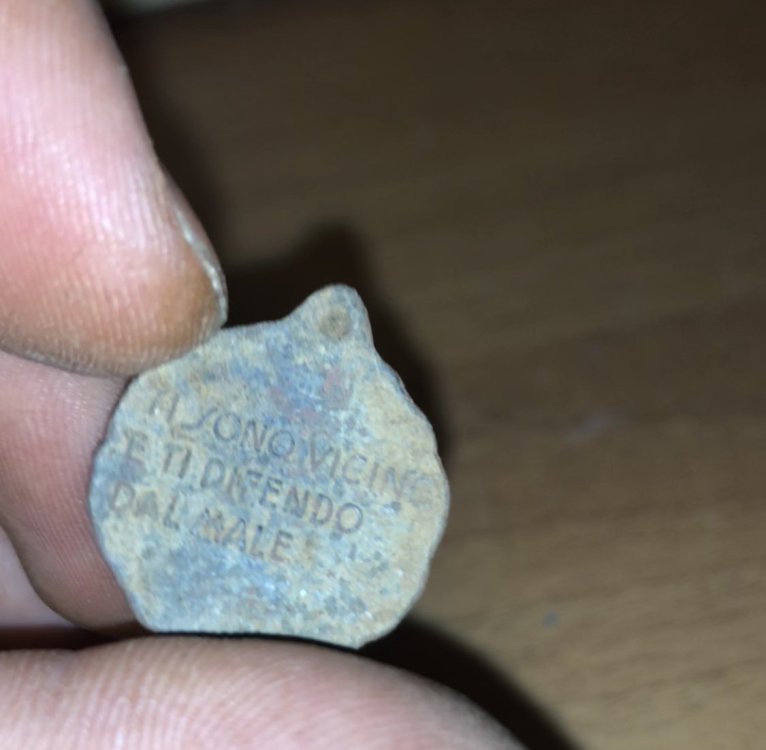 TI SONO VICINO
E TI DIFENDO
DAL MALE